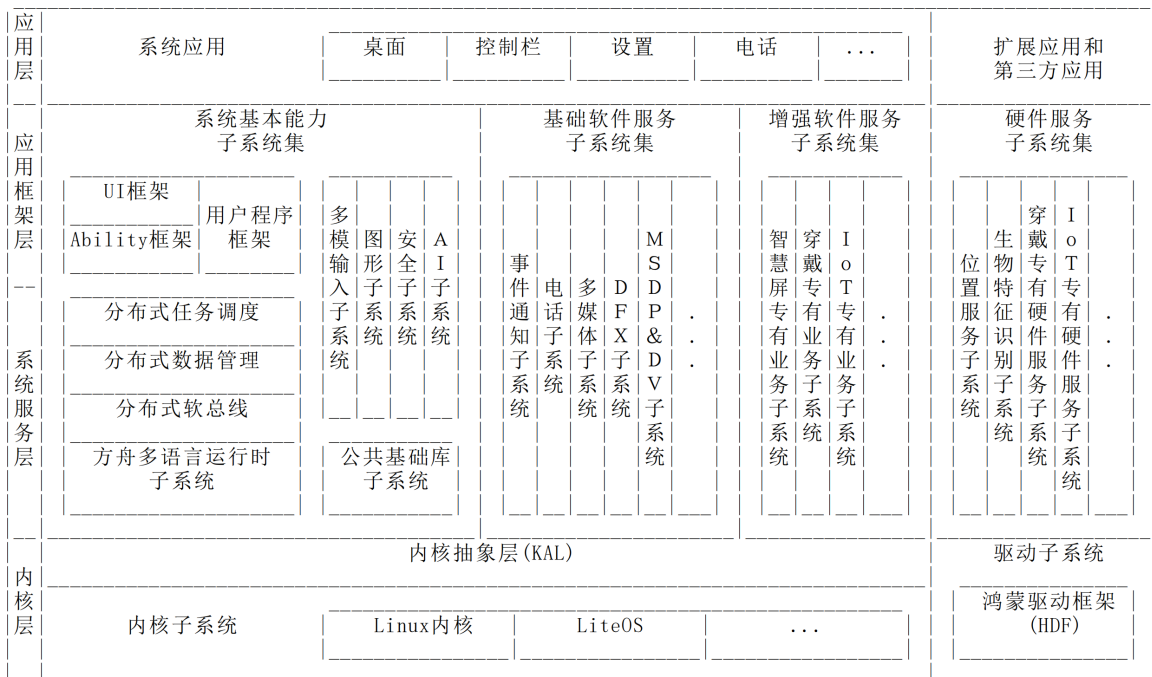 应用层
系统应用
桌面
控制栏
设置
电话
...
扩展应用和
第三方应用
应用框架层
系统服务层
系统基本能力
子系统集
UI框架
Ability框架
用户程序
框架
分布式任务调度
分布式数据管理
分布式软总线
方舟多语言运行时
子系统
多模输入子系统
图形子系统
安全子系统
AI子系统
公共基础库
子系统
基础软件服务
子系统集
事件通知子系统
电话子系统
多媒体子系统
DFX子系统
MSDP&DV子系统
...
增强软件服务
子系统集
智慧屏专有业务子系统
穿戴专有业务子系统
IoT专有业务子系统
...
硬件服务
子系统集
位置服务子系统
生物特征识别子系统
穿戴专有硬件服务子系统
IoT专有硬件服务子系统
...
内核层
内核抽象层(KAL)
内核子系统
Linux内核
LiteOS
...
驱动子系统
鸿蒙驱动框架
(HDF)